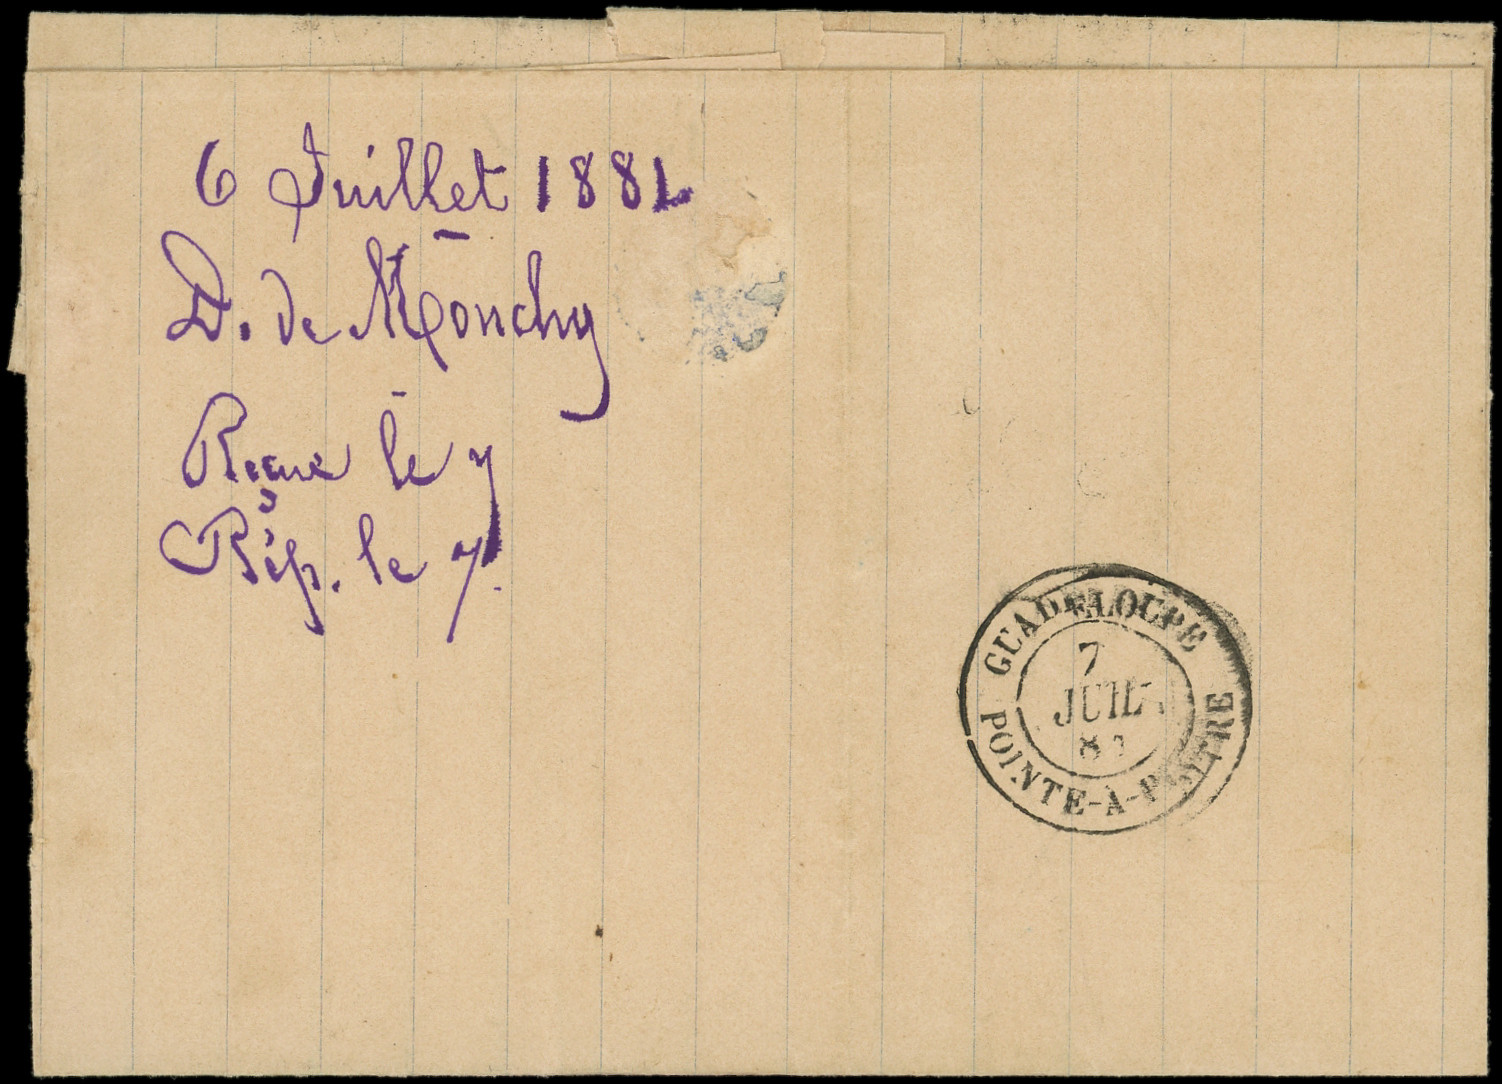 6 Juillet 1881
D. de Monchy
Reçue le 7
Rép. le 7.
GUADELOUPE
7
JUIL
POINTE-A-PITRE